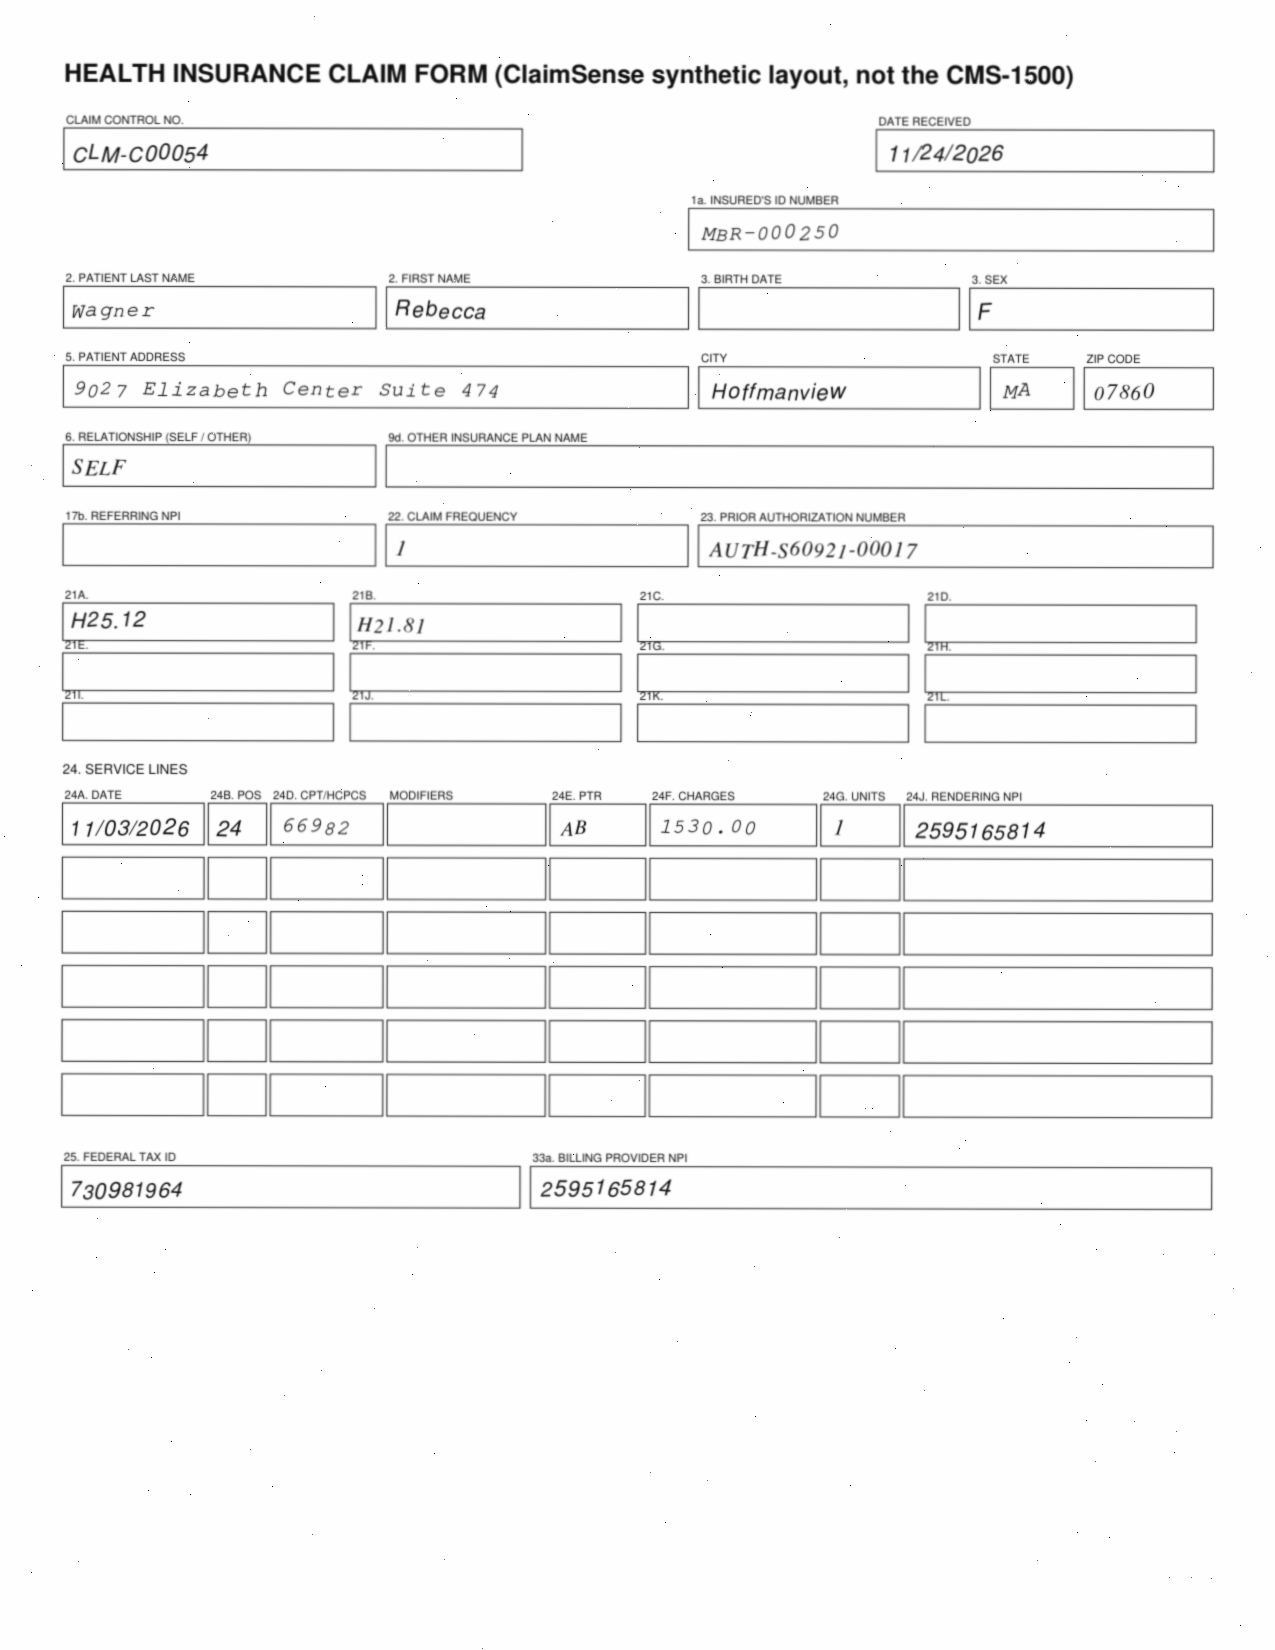 HEALTH INSURANCE CLAIM FORM (ClaimSense synthetic layout, not the CMS-1500)
CLAIM CONTROL NO. DATE RECEIVED
CLM-C00054 11/24/2026
1a. INSURED'S ID NUMBER
MBR-000250
2. PATIENT LAST NAME 2. FIRST NAME 3. BIRTH DATE 3. SEX
Wagner Rebecca F
5. PATIENT ADDRESS CITY STATE ZIP CODE
9027 Elizabeth Center Suite 474 Hoffmanview MA 07860
6. RELATIONSHIP (SELF / OTHER) 9d. OTHER INSURANCE PLAN NAME
SELF
17b. REFERRING NPI 22. CLAIM FREQUENCY 23. PRIOR AUTHORIZATION NUMBER
1 AUTH-S60921-00017
21A. 21B. 21C. 21D.
H25.12 H21.81
21E. 21F. 21G. 21H.
21I. 21J. 21K. 21L.
24. SERVICE LINES
24A. DATE 24B. POS 24D. CPT/HCPCS MODIFIERS 24E. PTR 24F. CHARGES 24G. UNITS 24J. RENDERING NPI
11/03/2026 24 66982 AB 1530.00 1 2595165814
25. FEDERAL TAX ID 33a. BILLING PROVIDER NPI
730981964 2595165814